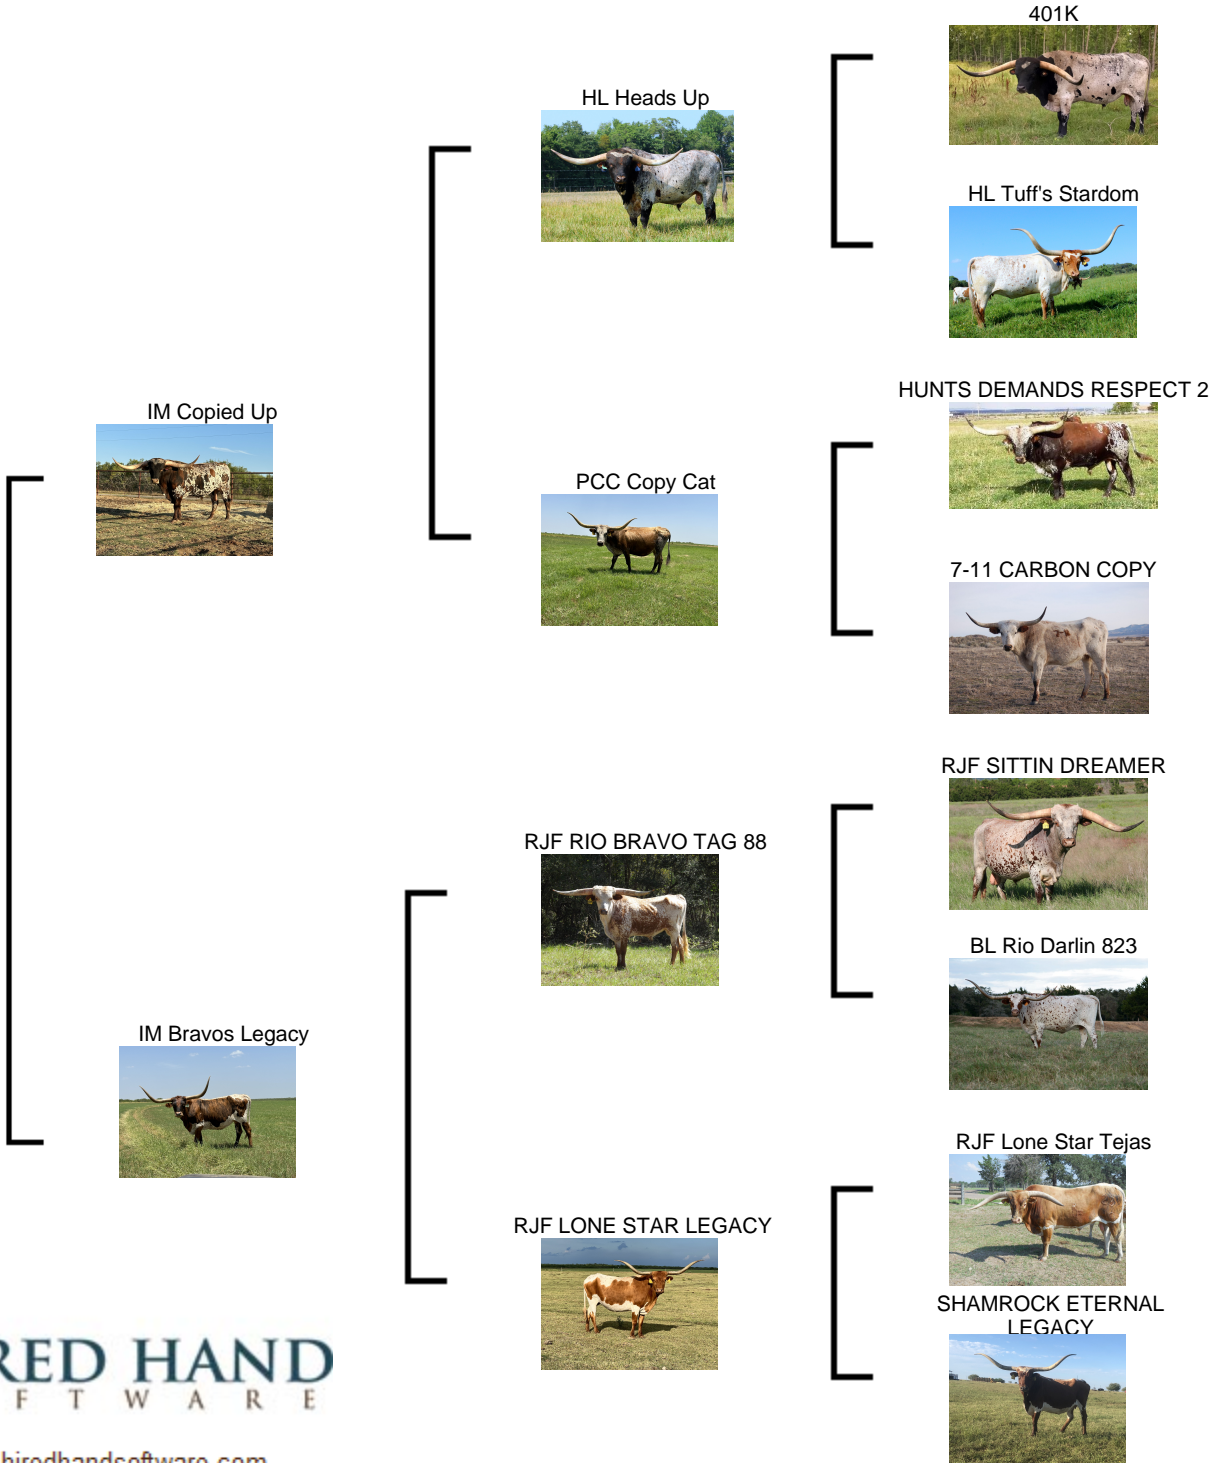 401K
HL Heads Up
HL Tuff's Stardom
HUNTS DEMANDS RESPECT 2
IM Copied Up
PCC Copy Cat
7-11 CARBON COPY
RJF SITTIN DREAMER
RJF RIO BRAVO TAG 88
BL Rio Darlin 823
IM Bravos Legacy
RJF Lone Star Tejas
RJF LONE STAR LEGACY
SHAMROCK ETERNAL
LEGACY
RED HAND
F T W A R E
hiredhandsoftware.com